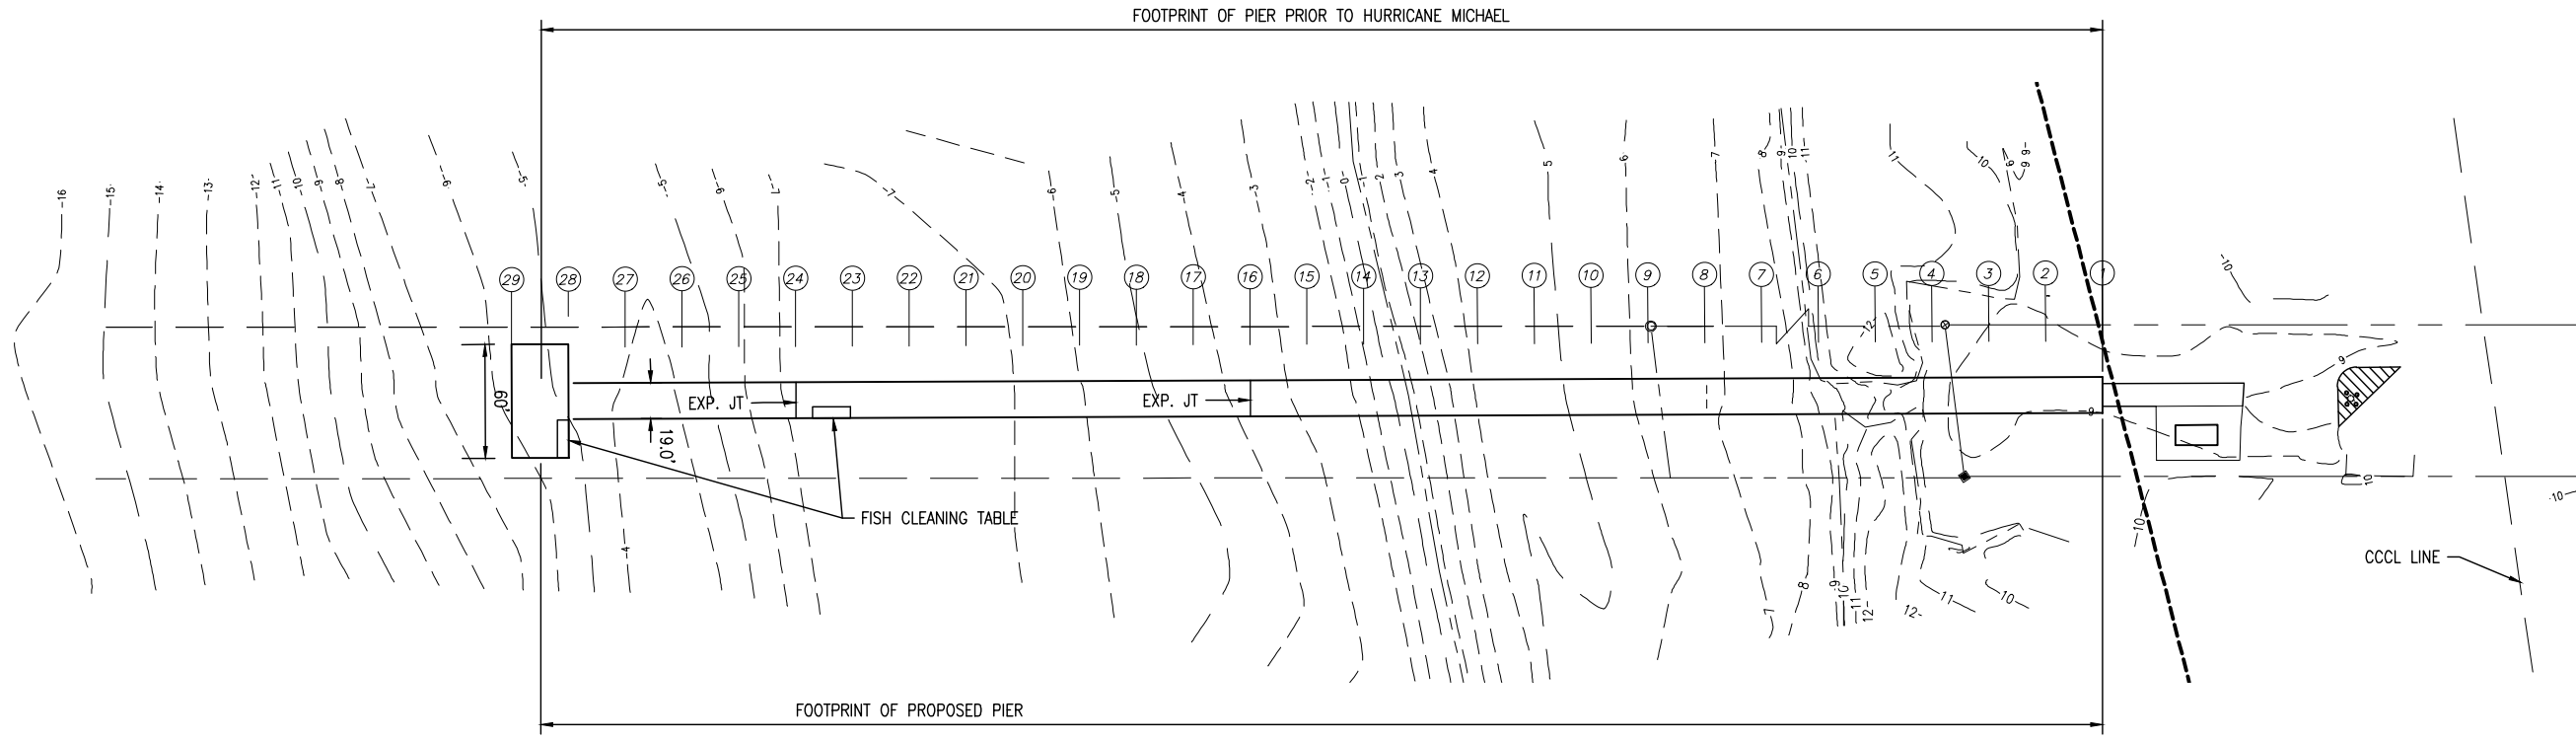 FOOTPRINT OF PIER PRIOR TO HURRICANE MICHAEL
-16 -15- -14- -13- -12- -11 -10 -9 -8 -7 -6 -5 -5 -6 -7 -7 -6 -5 -4 -3 -2 -1 0 1 2 3 4 5 6 7 8 9 10 11 11 10 9 9 9
10
29 28 27 26 25 24 23 22 21 20 19 18 17 16 15 14 13 12 11 10 9 8 7 6 5 4 3 2 1
12
9
60'
EXP. JT
EXP. JT
19.0'
9
FISH CLEANING TABLE
10
10
10
-4
CCCL LINE
7 8 9 10 11 12 12 11 10
FOOTPRINT OF PROPOSED PIER